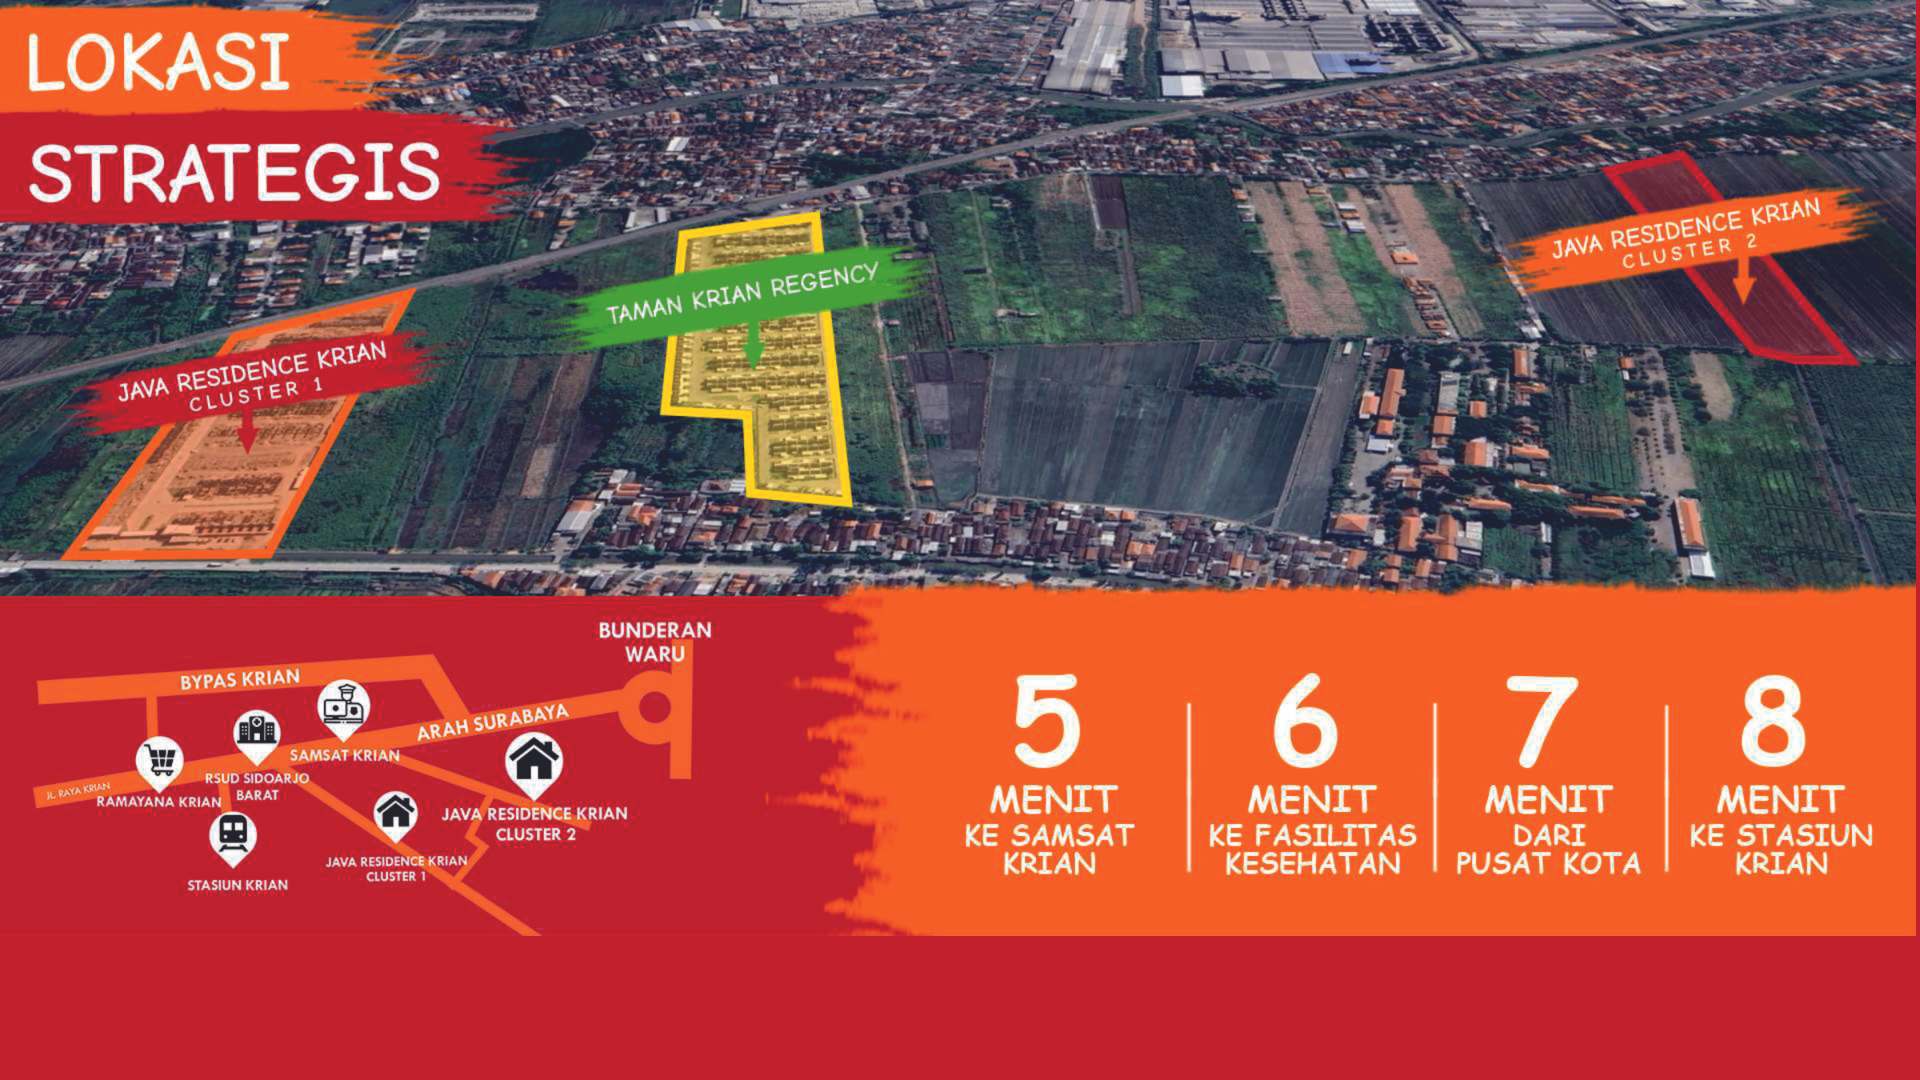 LOKASI
STRATEGIS
JAVA RESIDENCE KRIAN
CLUSTER 1
TAMAN KRIAN REGENCY
JAVA RESIDENCE KRIAN
CLUSTER 2
BUNDERAN
WARU
BYPAS KRIAN
ARAH SURABAYA
SAMSAT KRIAN
RSUD SIDOARJO
BARAT
JL. RAYA KRIAN
RAMAYANA KRIAN
STASIUN KRIAN
JAVA RESIDENCE KRIAN
CLUSTER 2
JAVA RESIDENCE KRIAN
CLUSTER 1
5
MENIT
KE SAMSAT
KRIAN
6
MENIT
KE FASILITAS
KESEHATAN
7
MENIT
DARI
PUSAT KOTA
8
MENIT
KE STASIUN
KRIAN